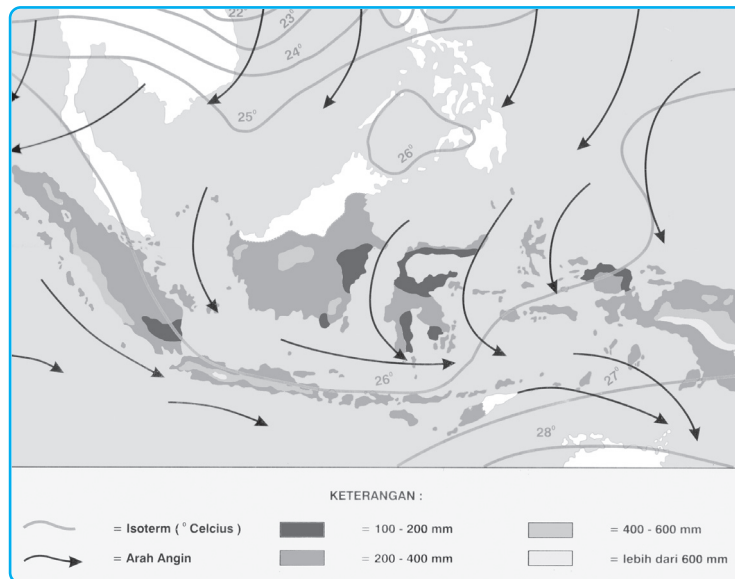 22°
23°
24°
25°
26°
26°
27°
28°
KETERANGAN :
= Isoterm ( ° Celcius )
= 100 - 200 mm
= 400 - 600 mm
= Arah Angin
= 200 - 400 mm
= lebih dari 600 mm